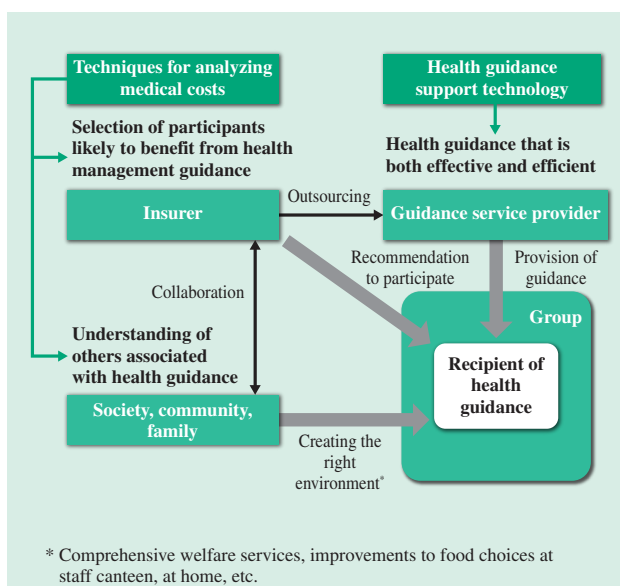 Techniques for analyzing
medical costs
Health guidance
support technology
Selection of participants
likely to benefit from health
management guidance
Health guidance that is
both effective and efficient
Insurer
Outsourcing
Guidance service provider
Recommendation
to participate
Provision of
guidance
Collaboration
Group
Understanding of
others associated
with health guidance
Recipient of
health
guidance
Society, community,
family
Creating the
right
environment*
* Comprehensive welfare services, improvements to food choices at
staff canteen, at home, etc.